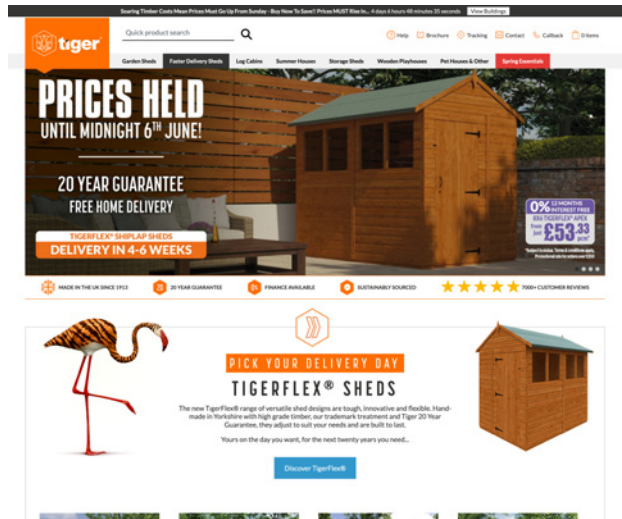 Soaring Timber Costs Mean Prices Must Go Up From Sunday - Buy Now To Save!! Prices MUST Rise In... 4 days 6 hours 48 minutes 35 seconds View Buildings
tiger
Quick product search
Help Brochure Tracking Contact Callback 0 items
Garden Sheds Faster Delivery Sheds Log Cabins Summer Houses Storage Sheds Wooden Playhouses Pet Houses & Other Spring Essentials
PRICES HELD
UNTIL MIDNIGHT 6TH JUNE!
20 YEAR GUARANTEE
FREE HOME DELIVERY
TIGERFLEX® SHIPLAP SHEDS
DELIVERY IN 4-6 WEEKS
0% 12 MONTHS
INTEREST FREE
8X6 TIGERFLEX® APEX
from just £53.33 pcm*
MADE IN THE UK SINCE 1913
20 20 YEAR GUARANTEE
0% FINANCE AVAILABLE
SUSTAINABLY SOURCED
7000+ CUSTOMER REVIEWS
PICK YOUR DELIVERY DAY
TIGERFLEX® SHEDS
The new TigerFlex® range of versatile shed designs are tough, innovative and flexible. Hand-
made in Yorkshire with high grade timber, our trademark treatment and Tiger 20 Year
Guarantee, they adjust to suit your needs and are built to last.
Yours on the day you want, for the next twenty years you need...
Discover TigerFlex®